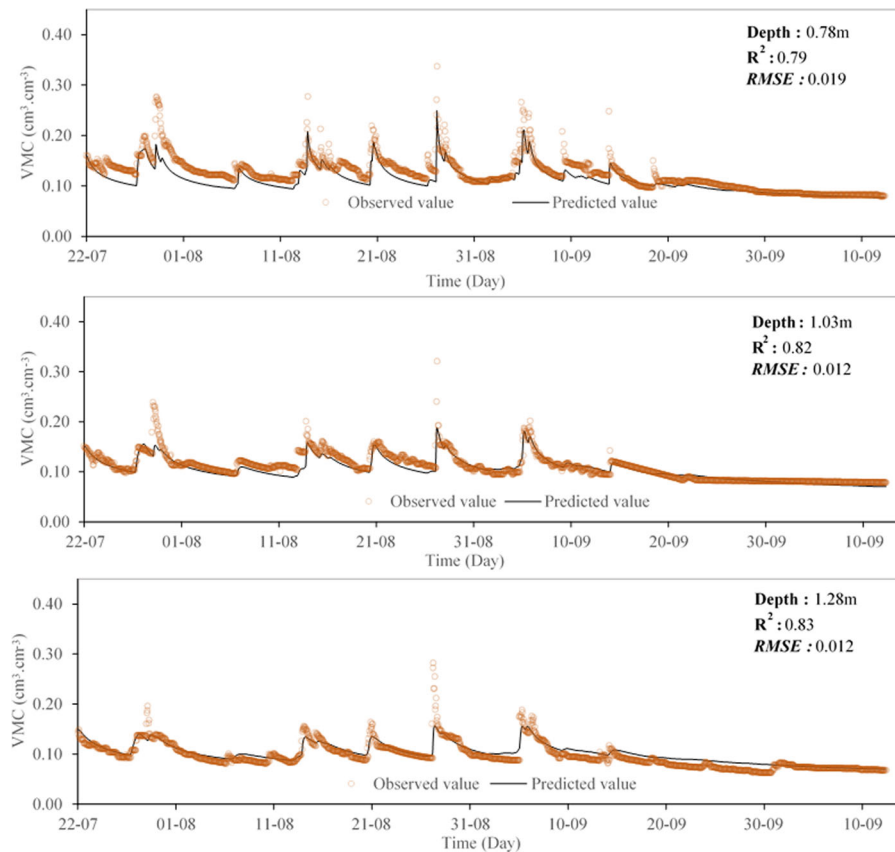 0.40
0.30
0.20
0.10
0.00
VMC (cm³.cm⁻³)
Depth : 0.78m
R² : 0.79
RMSE : 0.019
Observed value Predicted value
22-07 01-08 11-08 21-08 31-08 10-09 20-09 30-09 10-09
Time (Day)
0.40
0.30
0.20
0.10
0.00
VMC (cm³.cm⁻³)
Depth : 1.03m
R² : 0.82
RMSE : 0.012
Observed value Predicted value
22-07 01-08 11-08 21-08 31-08 10-09 20-09 30-09 10-09
Time (Day)
0.40
0.30
0.20
0.10
0.00
VMC (cm³.cm⁻³)
Depth : 1.28m
R² : 0.83
RMSE : 0.012
Observed value Predicted value
22-07 01-08 11-08 21-08 31-08 10-09 20-09 30-09 10-09
Time (Day)